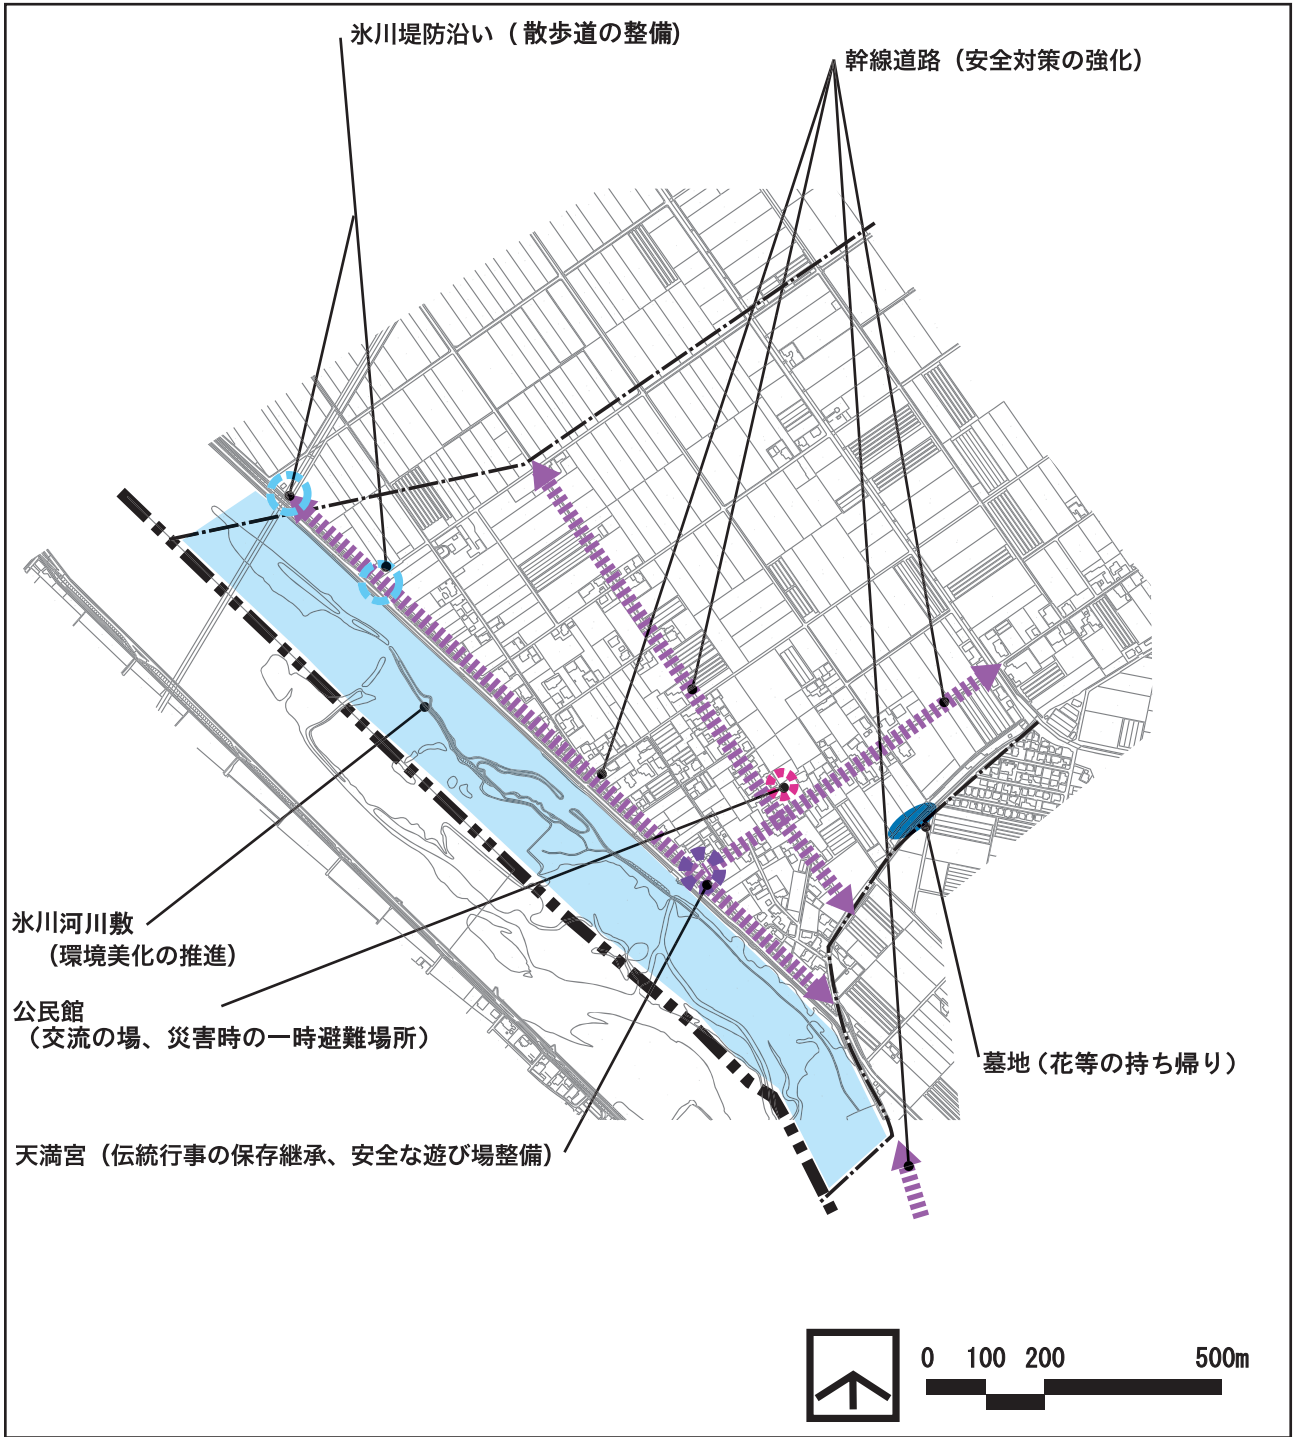 氷川堤防沿い（散歩道の整備）
幹線道路（安全対策の強化）
氷川河川敷
（環境美化の推進）
公民館
（交流の場、災害時の一時避難場所）
墓地（花等の持ち帰り）
天満宮（伝統行事の保存継承、安全な遊び場整備）
0 100 200 500m